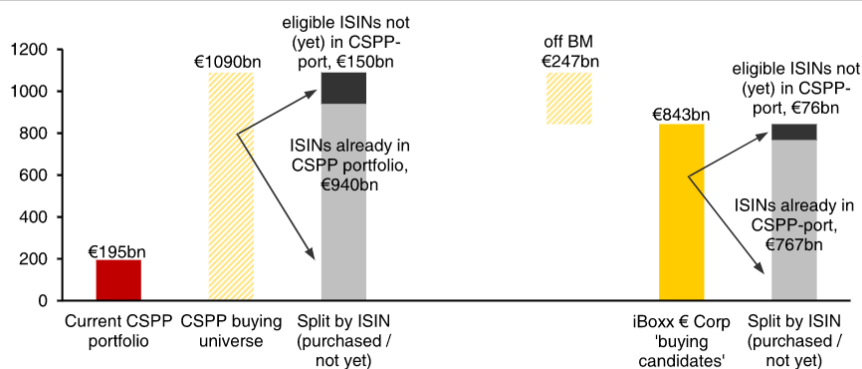 eligible ISINs not
(yet) in CSPP-
port, €150bn
off BM
€247bn
eligible ISINs not
(yet) in CSPP-
port, €76bn
1200
1000
800
600
400
200
0
€1090bn
€843bn
ISINs already in
CSPP portfolio,
€940bn
ISINs already in
CSPP-port,
€767bn
€195bn
Current CSPP
portfolio
CSPP buying
universe
Split by ISIN
(purchased /
not yet)
iBoxx € Corp
'buying
candidates'
Split by ISIN
(purchased /
not yet)